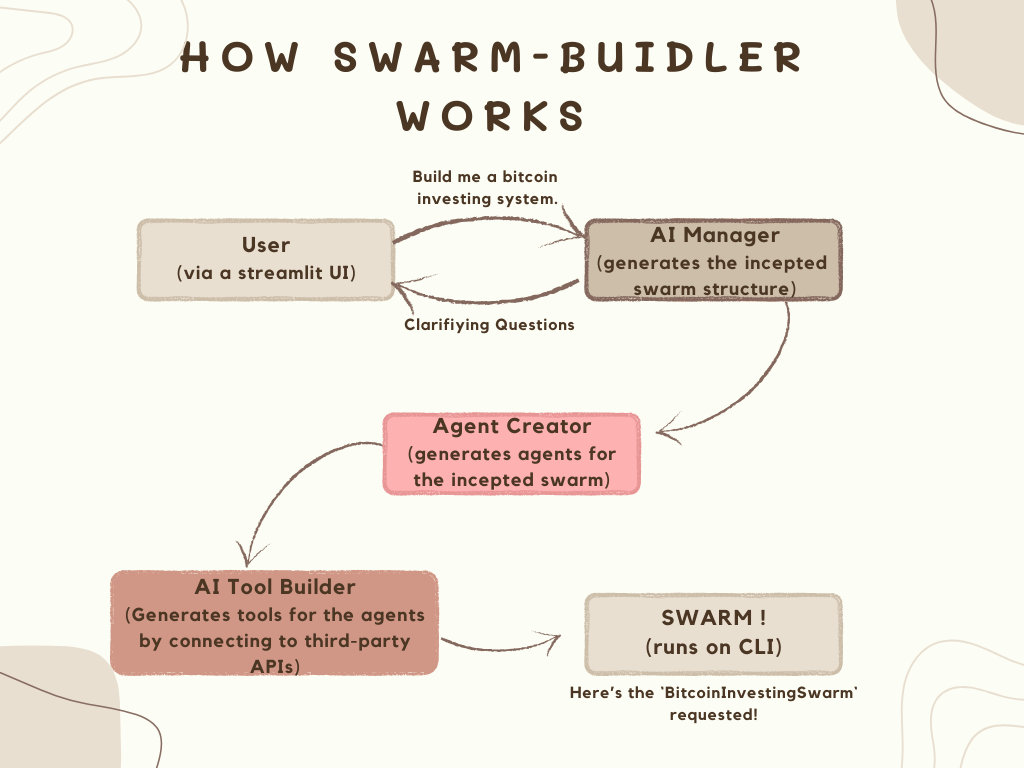 HOW SWARM-BUIDLER
WORKS
Build me a bitcoin
investing system.
User
(via a streamlit UI)
AI Manager
(generates the incepted
swarm structure)
Clarifiying Questions
Agent Creator
(generates agents for
the incepted swarm)
AI Tool Builder
(Generates tools for the agents
by connecting to third-party
APIs)
SWARM !
(runs on CLI)
Here's the `BitcoinInvestingSwarm`
requested!